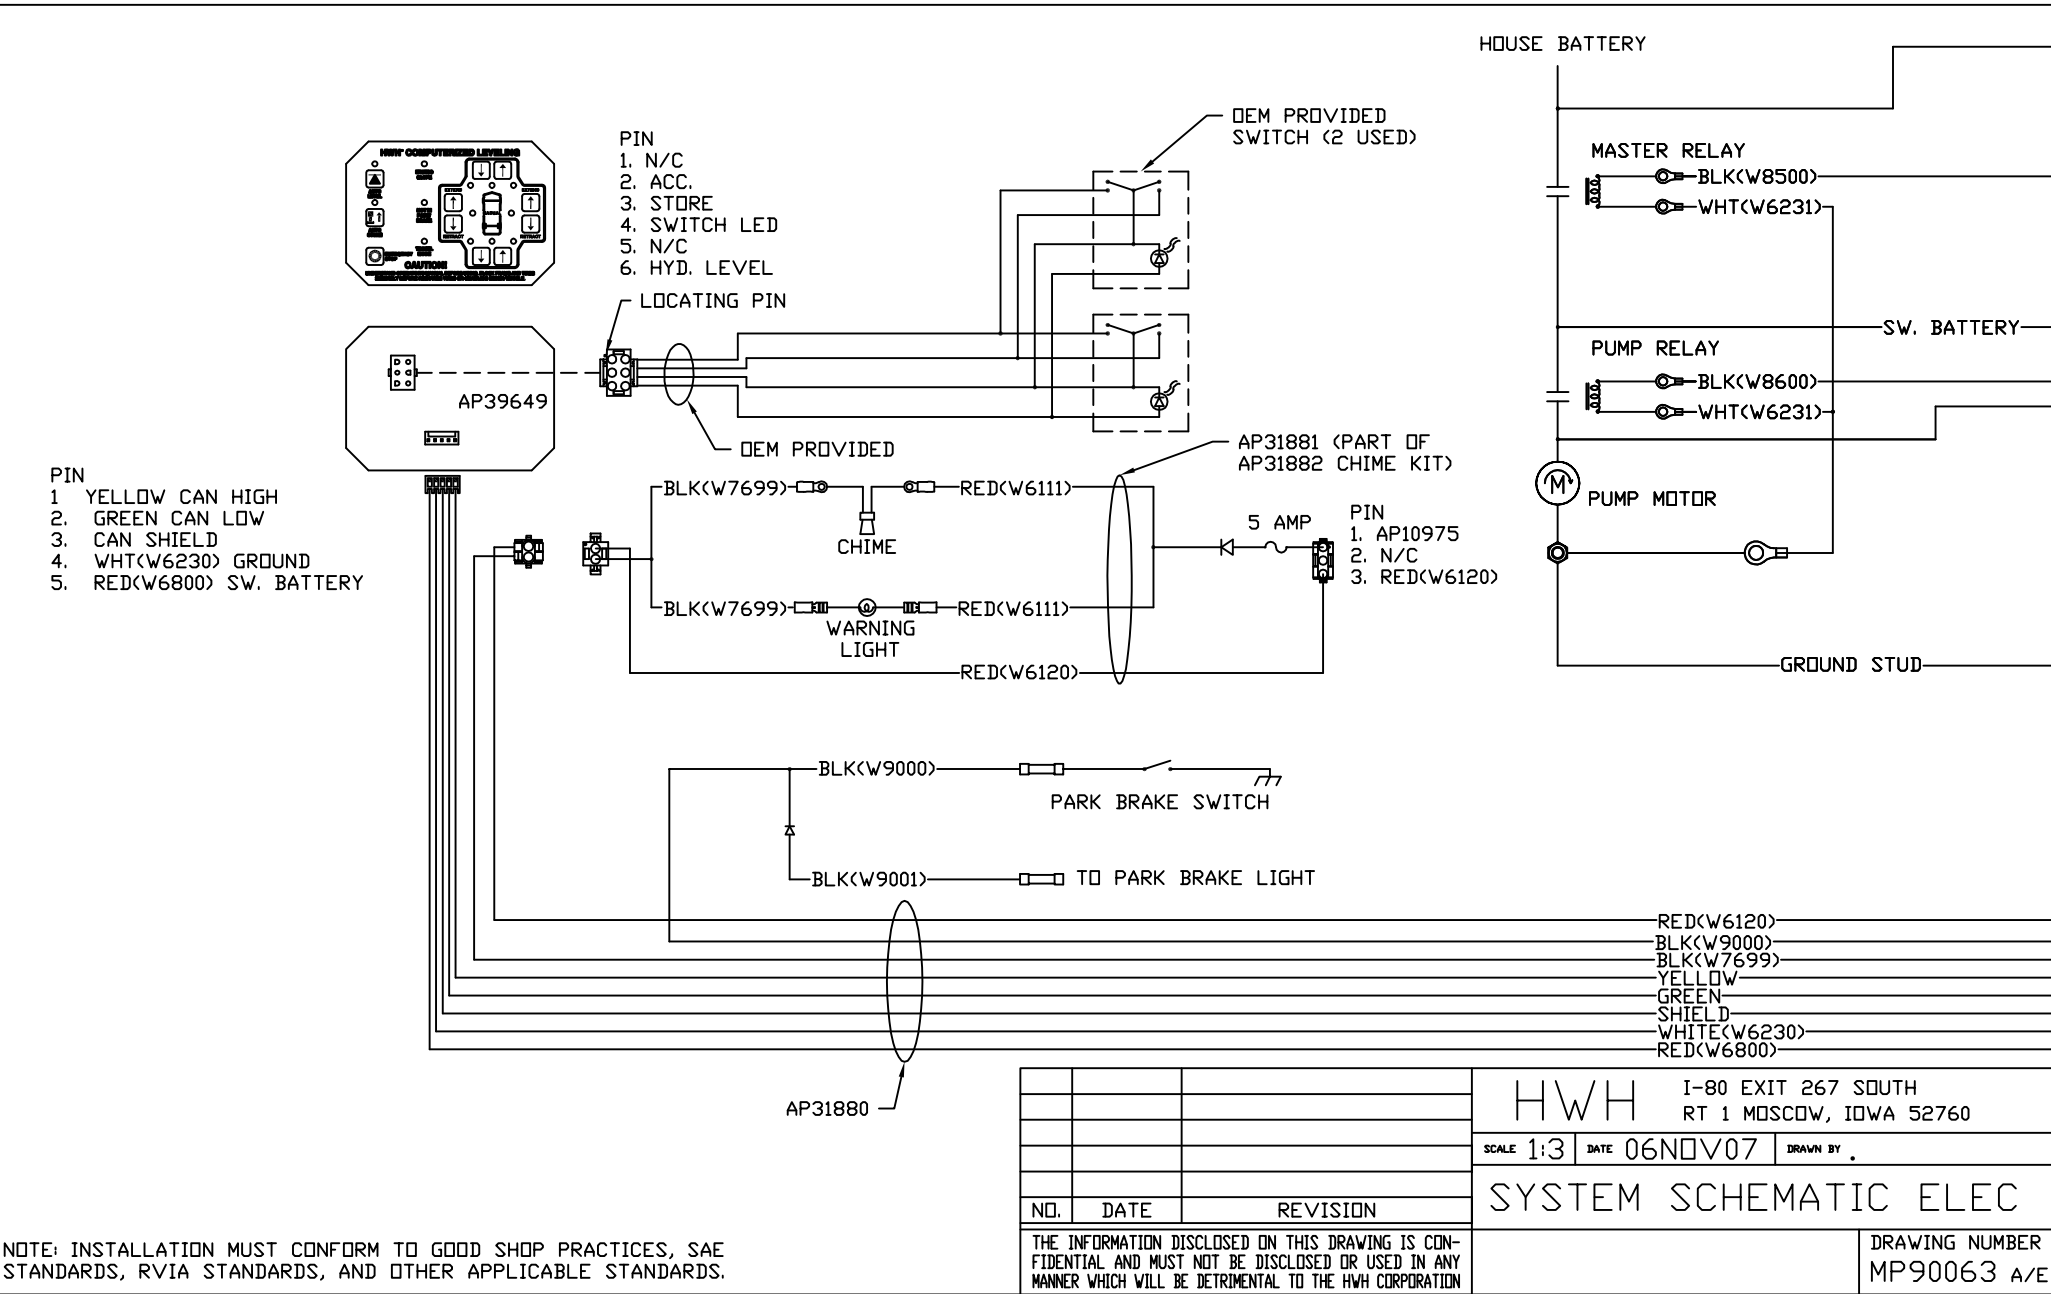 HOUSE BATTERY
OEM PROVIDED
SWITCH (2 USED)
HWH COMPUTERIZED LEVELING
CAUTION!
PIN
1. N/C
2. ACC.
3. STORE
4. SWITCH LED
5. N/C
6. HYD. LEVEL
LOCATING PIN
MASTER RELAY
BLK(W8500)
WHT(W6231)
SW. BATTERY
PUMP RELAY
BLK(W8600)
WHT(W6231)
AP39649
OEM PROVIDED
AP31881 (PART OF
AP31882 CHIME KIT)
M
PUMP MOTOR
PIN
1 YELLOW CAN HIGH
2. GREEN CAN LOW
3. CAN SHIELD
4. WHT(W6230) GROUND
5. RED(W6800) SW. BATTERY
BLK(W7699)
RED(W6111)
CHIME
5 AMP
PIN
1. AP10975
2. N/C
3. RED(W6120)
BLK(W7699)
RED(W6111)
WARNING
LIGHT
RED(W6120)
GROUND STUD
BLK(W9000)
PARK BRAKE SWITCH
BLK(W9001)
TO PARK BRAKE LIGHT
RED(W6120)
BLK(W9000)
BLK(W7699)
YELLOW
GREEN
SHIELD
WHITE(W6230)
RED(W6800)
AP31880
HWH
I-80 EXIT 267 SOUTH
RT 1 MOSCOW, IOWA 52760
SCALE 1:3 DATE 06NOV07 DRAWN BY .
SYSTEM SCHEMATIC ELEC
NO. DATE REVISION
THE INFORMATION DISCLOSED ON THIS DRAWING IS CON-
FIDENTIAL AND MUST NOT BE DISCLOSED OR USED IN ANY
MANNER WHICH WILL BE DETRIMENTAL TO THE HWH CORPORATION
DRAWING NUMBER
MP90063 A/E
NOTE: INSTALLATION MUST CONFORM TO GOOD SHOP PRACTICES, SAE
STANDARDS, RVIA STANDARDS, AND OTHER APPLICABLE STANDARDS.